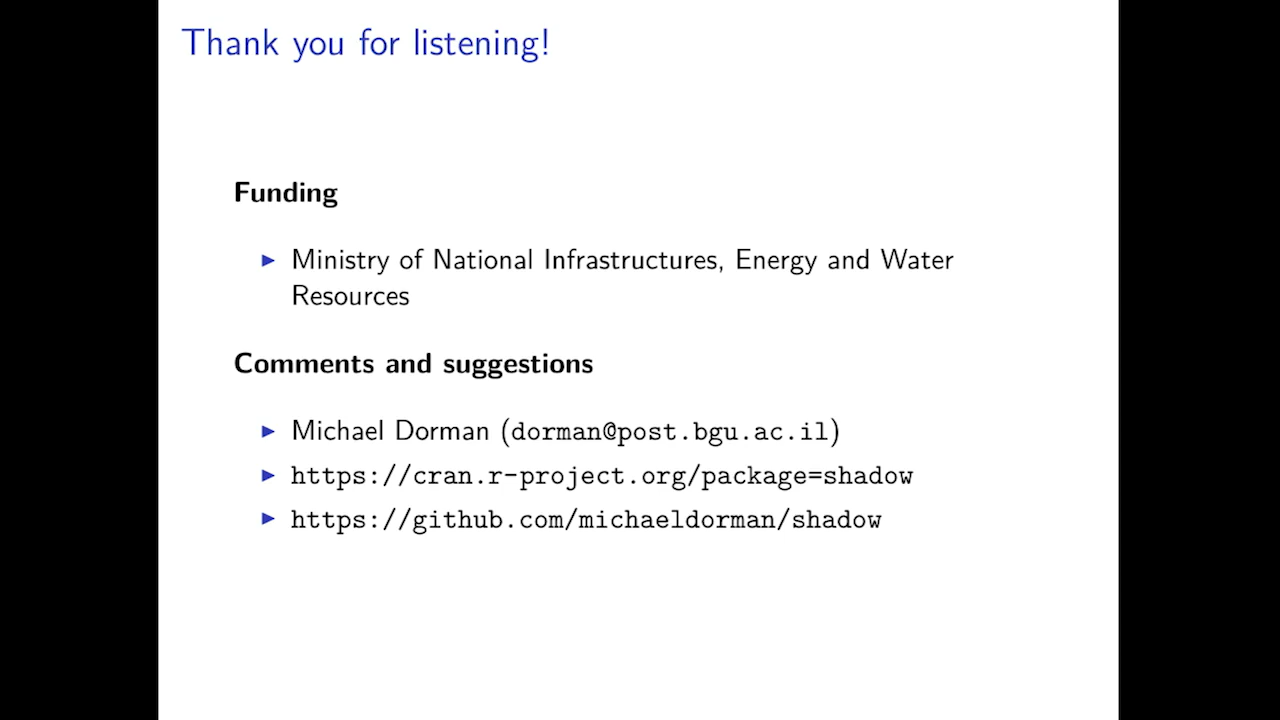 Thank you for listening!
Funding
▶ Ministry of National Infrastructures, Energy and Water
Resources
Comments and suggestions
▶ Michael Dorman (dorman@post.bgu.ac.il)
▶ https://cran.r-project.org/package=shadow
▶ https://github.com/michaeldorman/shadow